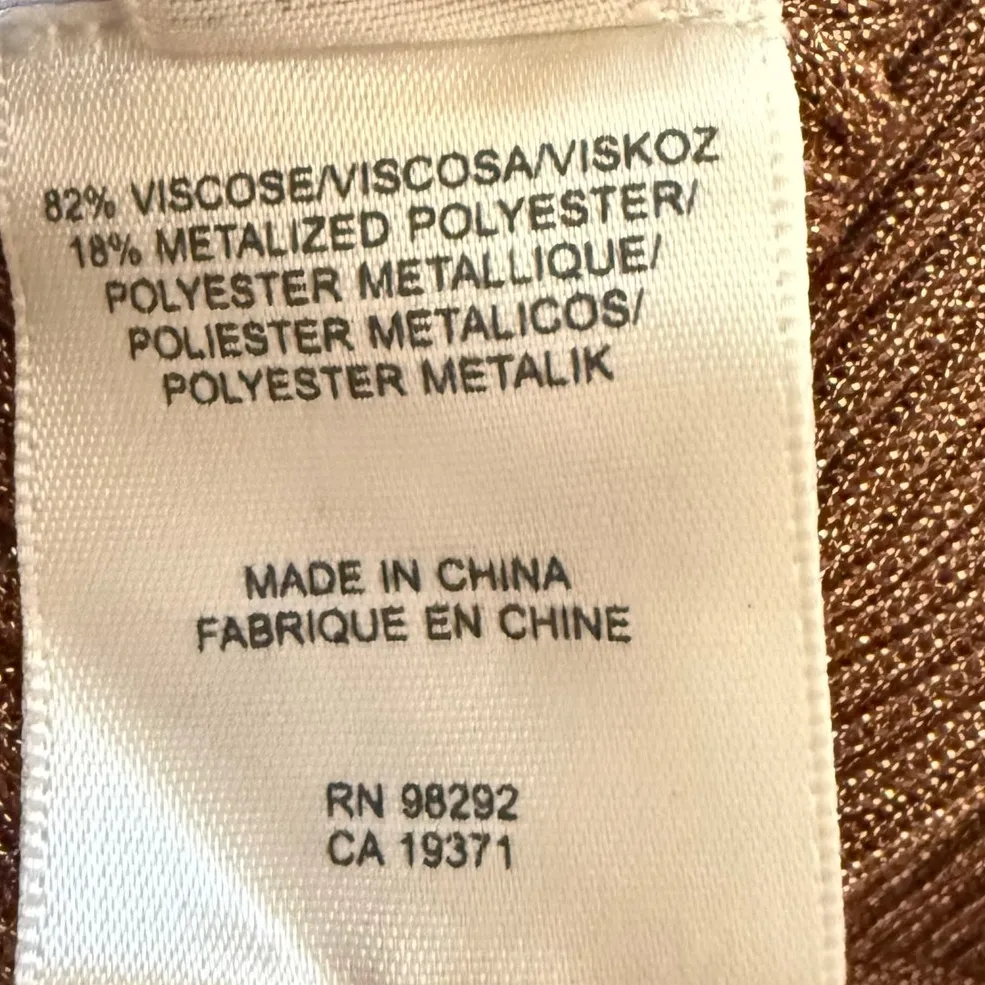 82% VISCOSE/VISCOSA/VISKOZ
18% METALIZED POLYESTER/
POLYESTER METALLIQUE/
POLIESTER METALICOS/
POLYESTER METALIK
MADE IN CHINA
FABRIQUE EN CHINE
RN 98292
CA 19371